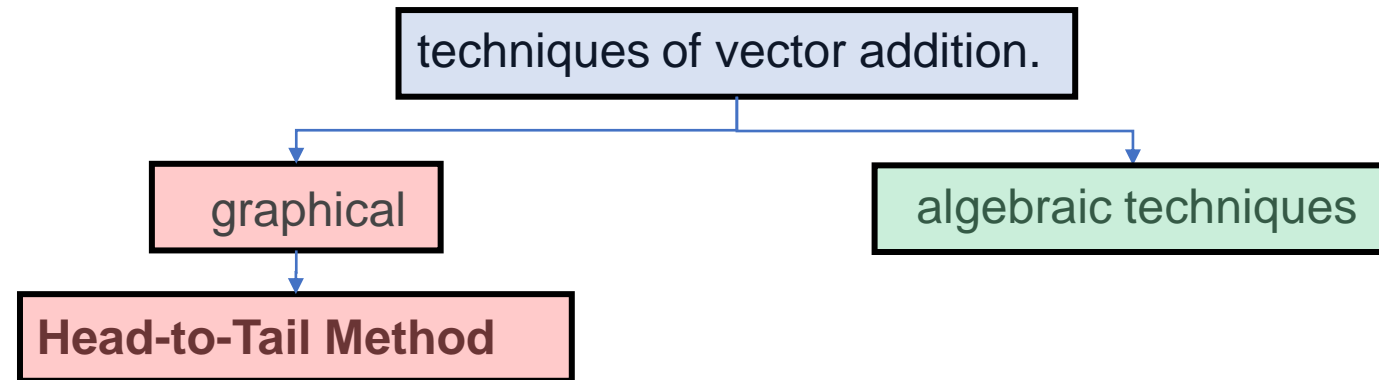 techniques of vector addition.
graphical
algebraic techniques
Head-to-Tail Method